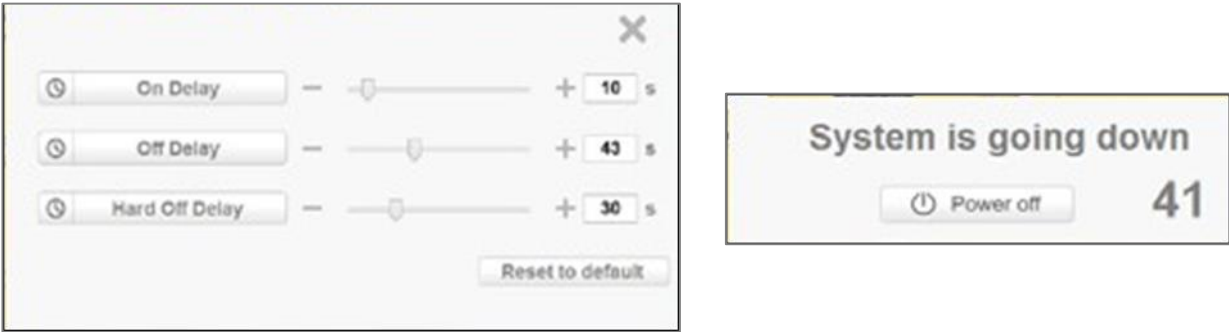 On Delay 10 s
Off Delay 43 s
Hard Off Delay 30 s
Reset to default
System is going down
Power off 41